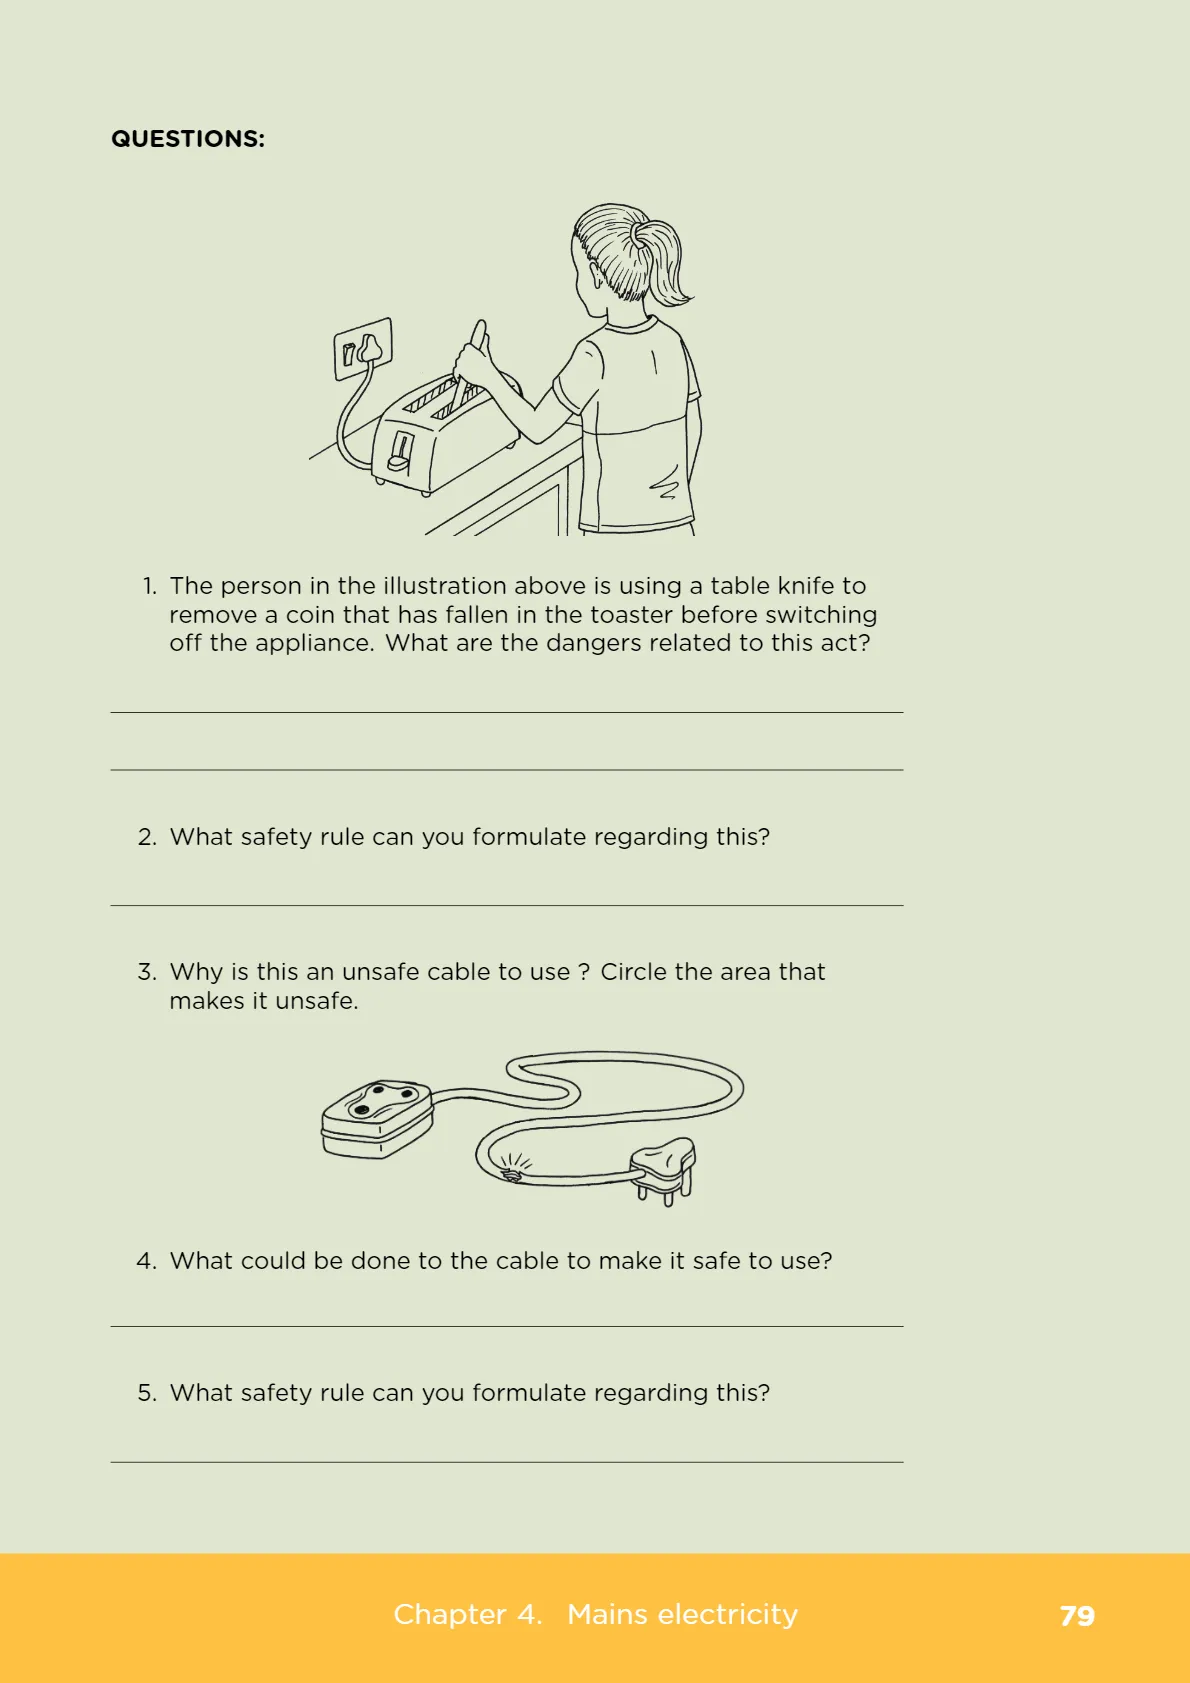 QUESTIONS:
1. The person in the illustration above is using a table knife to
remove a coin that has fallen in the toaster before switching
off the appliance. What are the dangers related to this act?
2. What safety rule can you formulate regarding this?
3. Why is this an unsafe cable to use ? Circle the area that
makes it unsafe.
4. What could be done to the cable to make it safe to use?
5. What safety rule can you formulate regarding this?
Chapter 4. Mains electricity
79